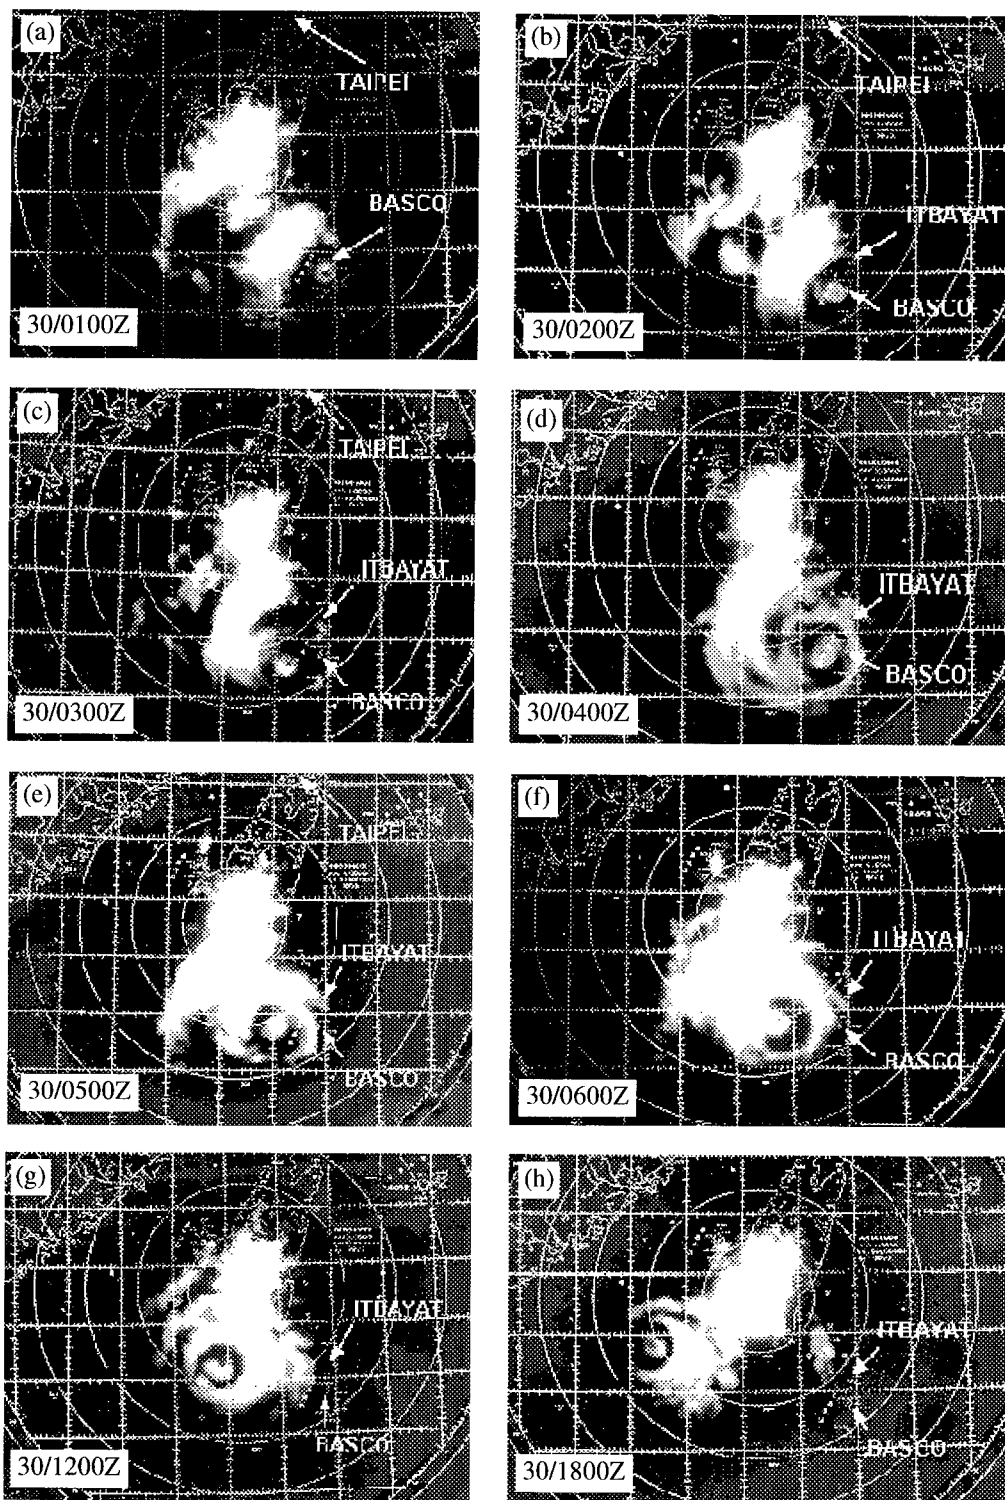 (a)
TAIPEI
BASCO
30/0100Z
(b)
TAIPEI
ITBAYAT
BASCO
30/0200Z
(c)
TAIPEI
ITBAYAT
BASCO
30/0300Z
(d)
ITBAYAT
BASCO
30/0400Z
(e)
TAIPEI
ITBAYAT
BASCO
30/0500Z
(f)
ITBAYAT
BASCO
30/0600Z
(g)
ITBAYAT
BASCO
30/1200Z
(h)
ITBAYAT
BASCO
30/1800Z